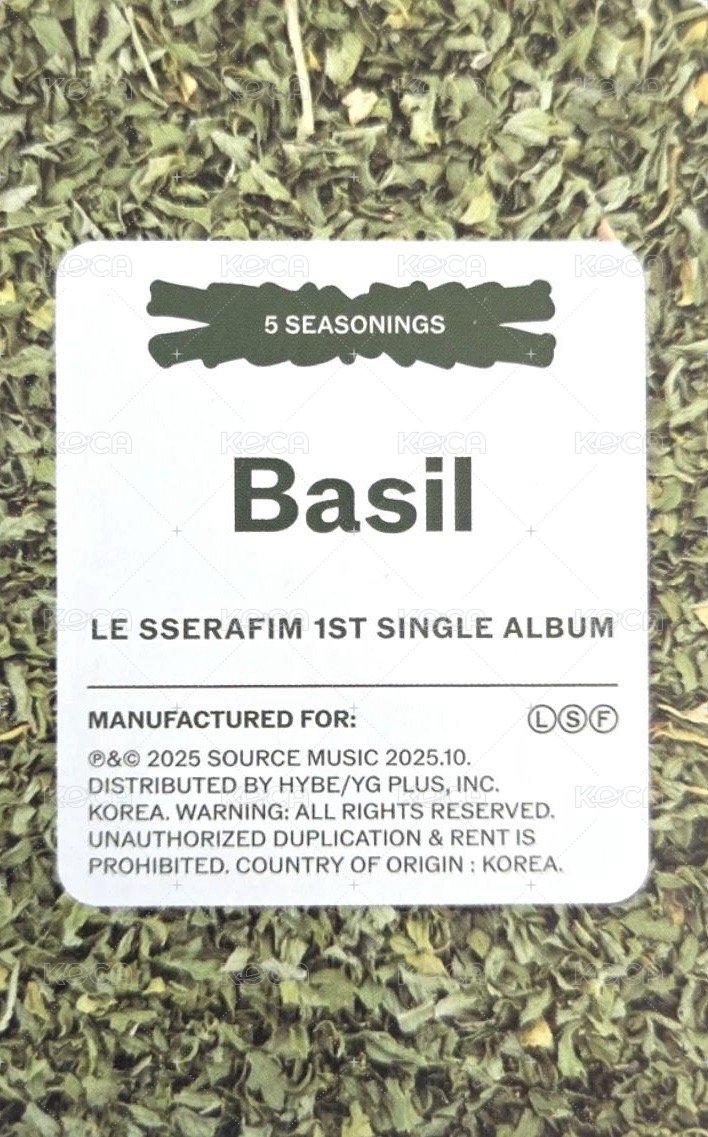 5 SEASONINGS
Basil
LE SSERAFIM 1ST SINGLE ALBUM
MANUFACTURED FOR: Ⓛ Ⓢ Ⓕ
℗&© 2025 SOURCE MUSIC 2025.10.
DISTRIBUTED BY HYBE/YG PLUS, INC.
KOREA. WARNING: ALL RIGHTS RESERVED.
UNAUTHORIZED DUPLICATION & RENT IS
PROHIBITED. COUNTRY OF ORIGIN : KOREA.
KOCA